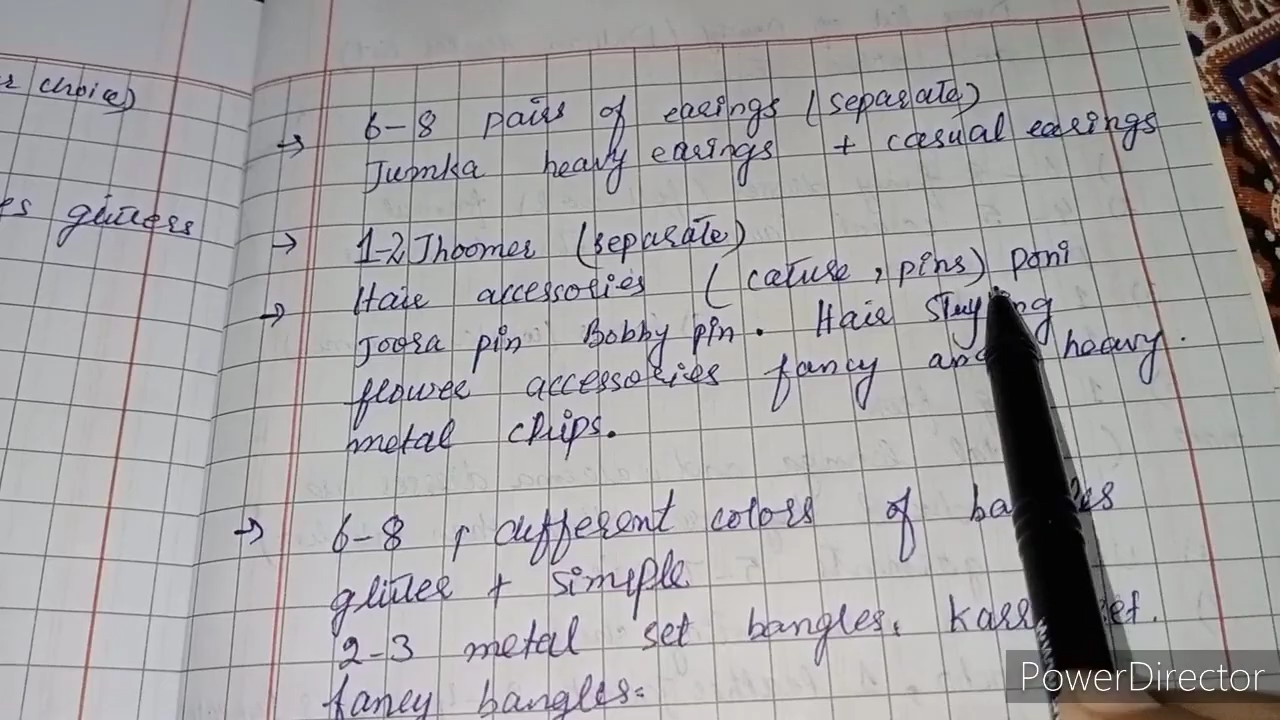 r choice)
es glitters
→ 6-8 pairs of earings (separate)
Jumka heavy earings + casual earings
→ 1-2 Jhoomer (separate)
→ Hair accessories (cature, pins) poni
Joora pin Bobby pin. Hair
flower accessories fancy and heavy.
metal clips.
→ 6-8 different colors of
glitter + simple
2-3 metal set bangles.
fancy bangles.
PowerDirector